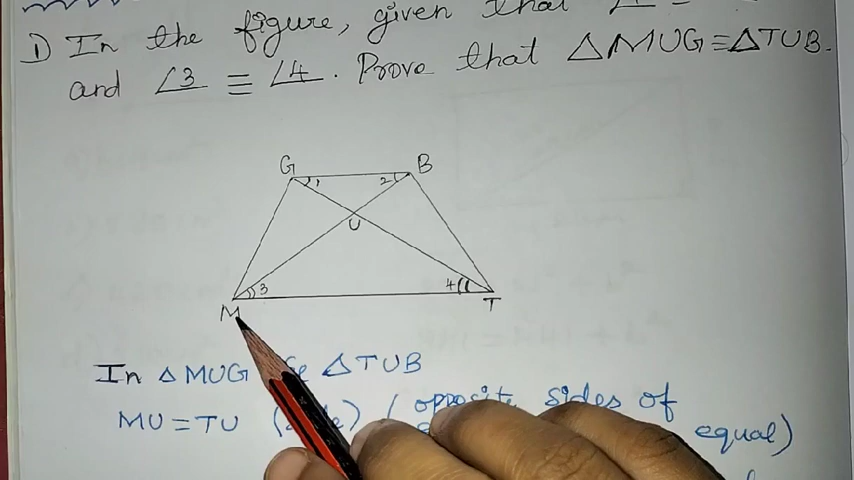 1) In the figure, given that
and ∠3 ≡ ∠4. Prove that △MUG≡△TUB.
G B
1 2
U
3 4
M T
In △MUG △TUB
MU=TU ( opposite sides of
equal)